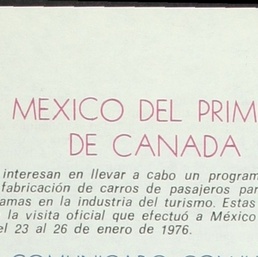 MEXICO DEL PRIM
DE CANADA
interesan en llevar a cabo un program
fabricación de carros de pasajeros par
amas en la industria del turismo. Estas
la visita oficial que efectuó a México
el 23 al 26 de enero de 1976.